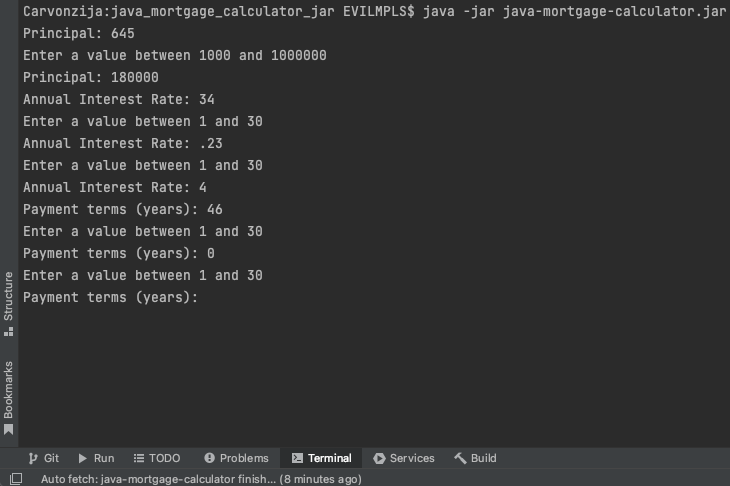 Carvonzija:java_mortgage_calculator_jar EVILMPLS$ java -jar java-mortgage-calculator.jar
Principal: 645
Enter a value between 1000 and 1000000
Principal: 180000
Annual Interest Rate: 34
Enter a value between 1 and 30
Annual Interest Rate: .23
Enter a value between 1 and 30
Annual Interest Rate: 4
Payment terms (years): 46
Enter a value between 1 and 30
Payment terms (years): 0
Enter a value between 1 and 30
Payment terms (years):
Structure
Bookmarks
Git Run TODO Problems Terminal Services Build
Auto fetch: java-mortgage-calculator finish... (8 minutes ago)